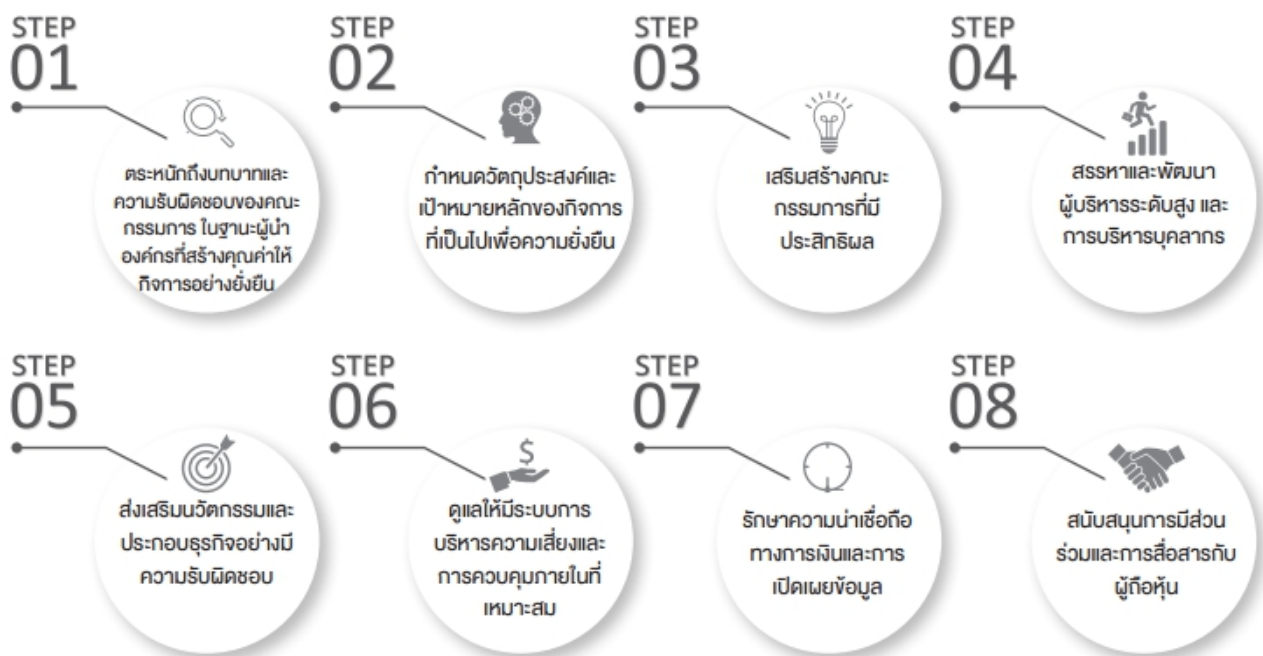 STEP
01
ตระหนักถึงบทบาทและ
ความรับผิดชอบของคณะ
กรรมการ ในฐานะผู้นำ
องค์กรที่สร้างคุณค่าให้
กิจการอย่างยั่งยืน
STEP
02
กำหนดวัตถุประสงค์และ
เป้าหมายหลักของกิจการ
ที่เป็นไปเพื่อความยั่งยืน
STEP
03
เสริมสร้างคณะ
กรรมการที่มี
ประสิทธิผล
STEP
04
สรรหาและพัฒนา
ผู้บริหารระดับสูง และ
การบริหารบุคลากร
STEP
05
ส่งเสริมนวัตกรรมและ
ประกอบธุรกิจอย่างมี
ความรับผิดชอบ
STEP
06
$
ดูแลให้มีระบบการ
บริหารความเสี่ยงและ
การควบคุมภายในที่
เหมาะสม
STEP
07
รักษาความน่าเชื่อถือ
ทางการเงินและการ
เปิดเผยข้อมูล
STEP
08
สนับสนุนการมีส่วน
ร่วมและการสื่อสารกับ
ผู้ถือหุ้น